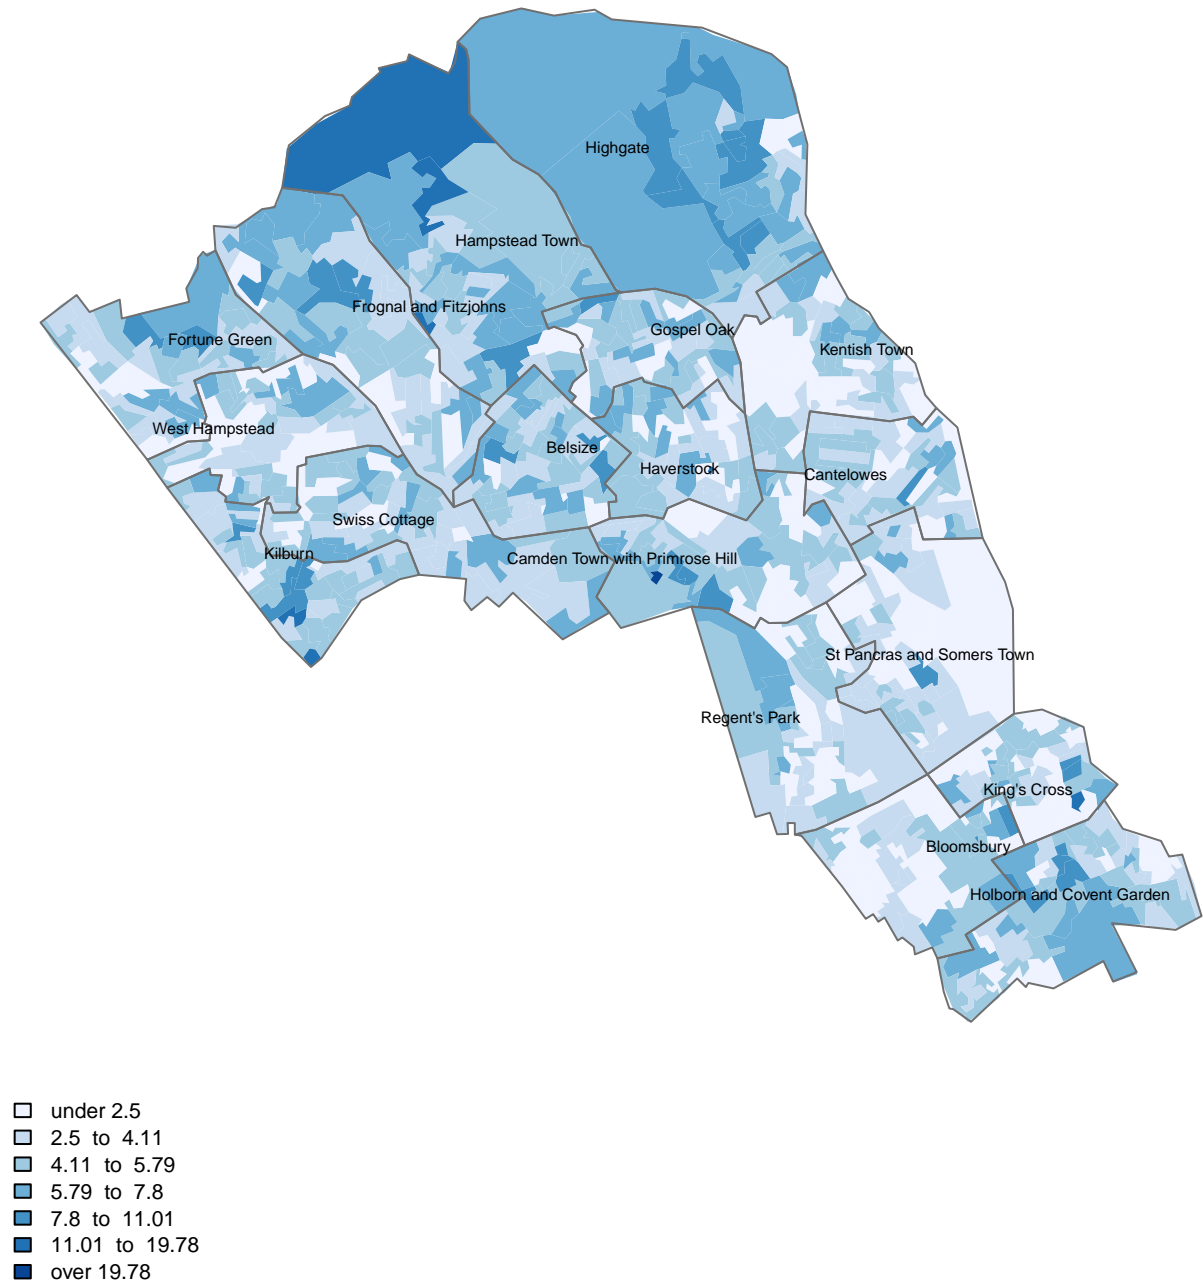 Highgate
Hampstead Town
Frognal and Fitzjohns
Gospel Oak
Fortune Green
Kentish Town
West Hampstead
Belsize
Haverstock
Cantelowes
Swiss Cottage
Kilburn
Camden Town with Primrose Hill
St Pancras and Somers Town
Regent's Park
King's Cross
Bloomsbury
Holborn and Covent Garden
under 2.5
2.5 to 4.11
4.11 to 5.79
5.79 to 7.8
7.8 to 11.01
11.01 to 19.78
over 19.78